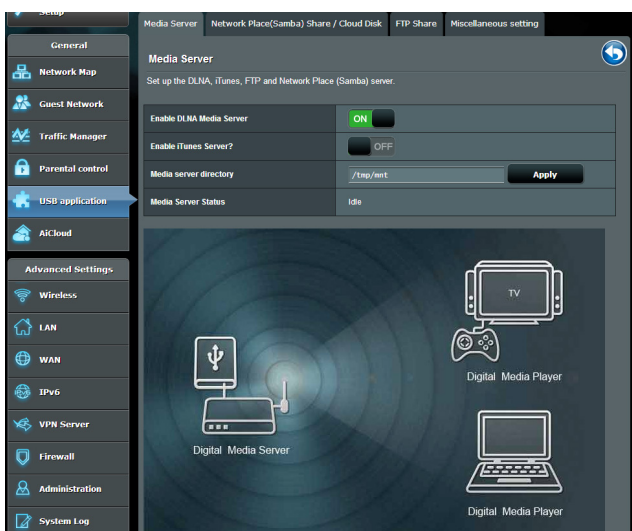 Setup
General
Network Map
Guest Network
Traffic Manager
Parental control
USB application
AiCloud
Advanced Settings
Wireless
LAN
WAN
IPv6
VPN Server
Firewall
Administration
System Log
Media Server
Network Place(Samba) Share / Cloud Disk
FTP Share
Miscellaneous setting
Media Server
Set up the DLNA, iTunes, FTP and Network Place (Samba) server.
Enable DLNA Media Server
ON
Enable iTunes Server?
OFF
Media server directory
/tmp/mnt
Apply
Media Server Status
Idle
TV
Digital Media Player
Digital Media Server
Digital Media Player